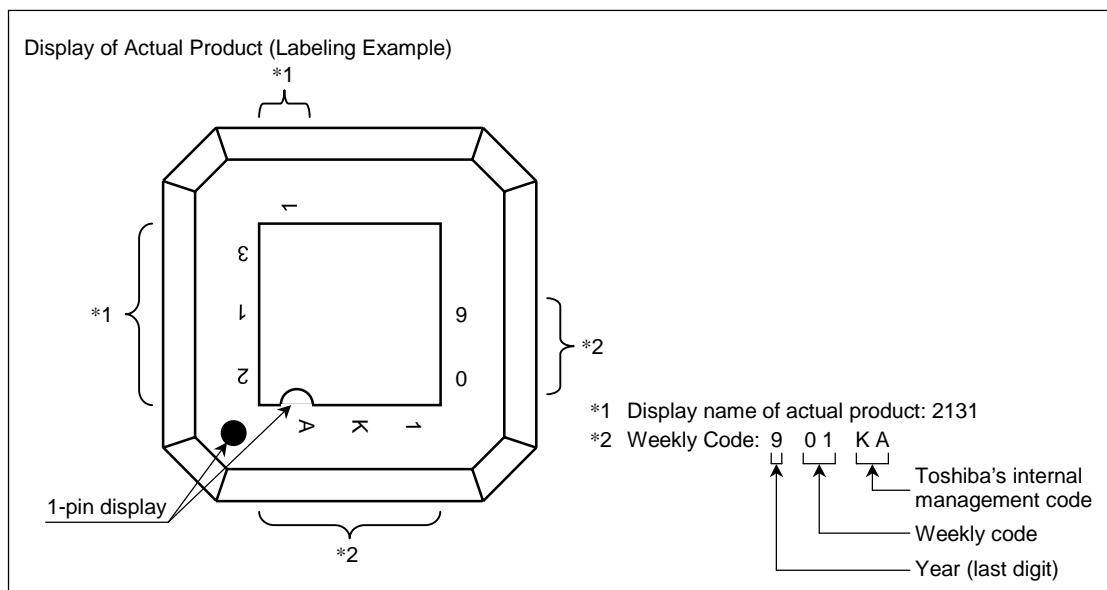 Display of Actual Product (Labeling Example)
*1
1
3
1
2
*1
9
0
*2
A K 1
1-pin display
*2
*1 Display name of actual product: 2131
*2 Weekly Code: 9 01 KA
Toshiba's internal
management code
Weekly code
Year (last digit)